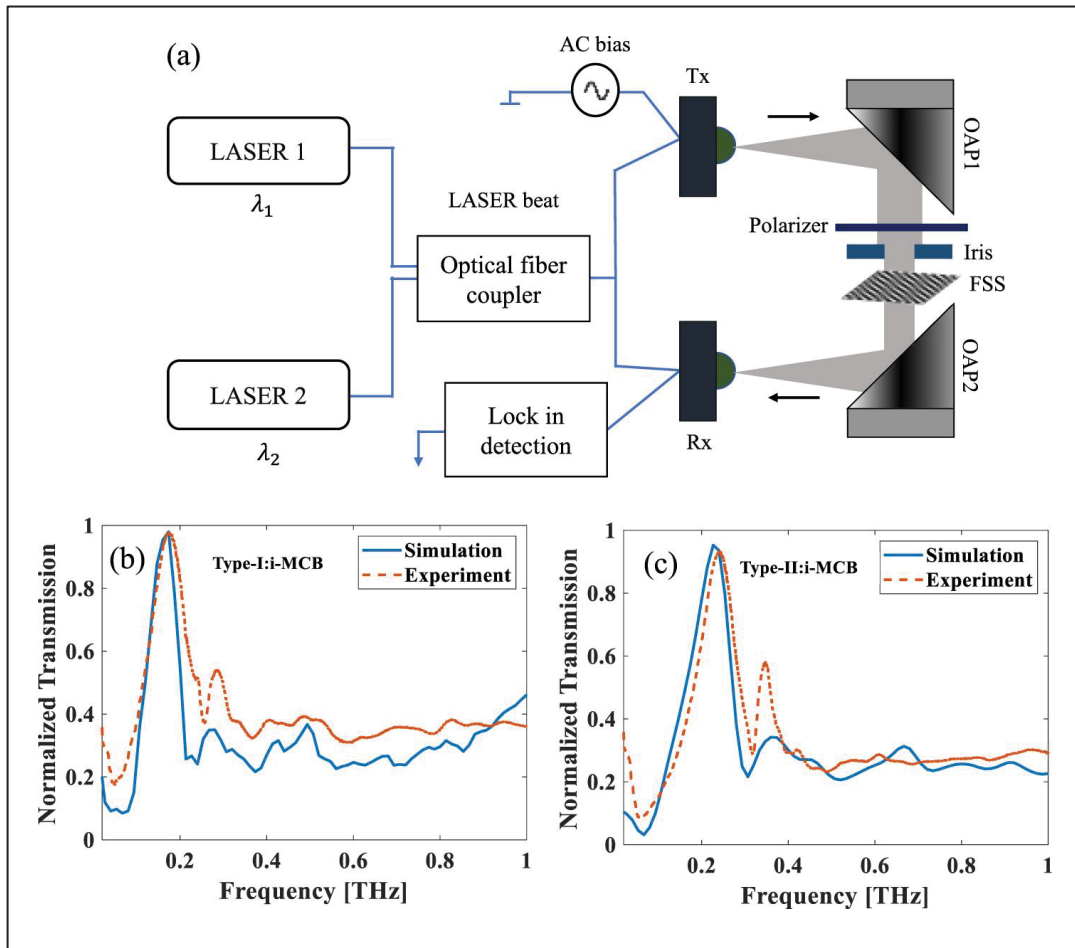 (a)
AC bias
Tx
LASER 1
λ₁
LASER beat
OAP1
Polarizer
Optical fiber
coupler
Iris
FSS
LASER 2
λ₂
Lock in
detection
Rx
OAP2
(b)
Type-I:i-MCB
Simulation
Experiment
Normalized Transmission
1
0.8
0.6
0.4
0.2
0
0.2
0.4
0.6
0.8
1
Frequency [THz]
(c)
Type-II:i-MCB
Simulation
Experiment
Normalized Transmission
1
0.8
0.6
0.4
0.2
0
0.2
0.4
0.6
0.8
1
Frequency [THz]